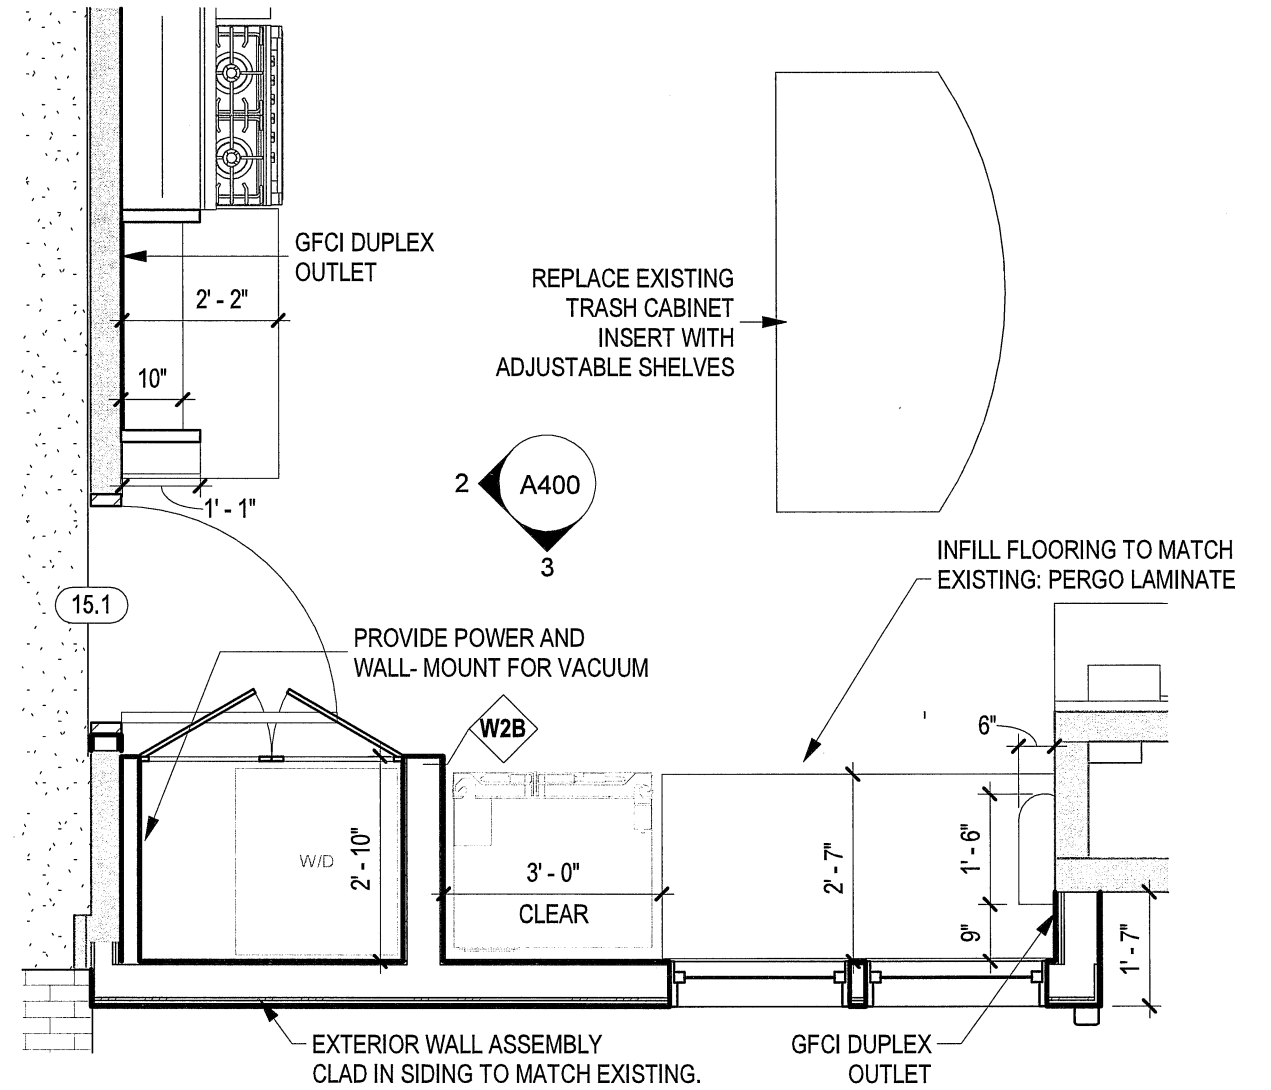 GFCI DUPLEX
OUTLET
2' - 2"
10"
1' - 1"
REPLACE EXISTING
TRASH CABINET
INSERT WITH
ADJUSTABLE SHELVES
2
A400
3
INFILL FLOORING TO MATCH
EXISTING: PERGO LAMINATE
15.1
PROVIDE POWER AND
WALL- MOUNT FOR VACUUM
W2B
6"
W/D
2' - 10"
3' - 0"
CLEAR
2' - 7"
1' - 6"
9"
1' - 7"
EXTERIOR WALL ASSEMBLY
CLAD IN SIDING TO MATCH EXISTING.
GFCI DUPLEX
OUTLET